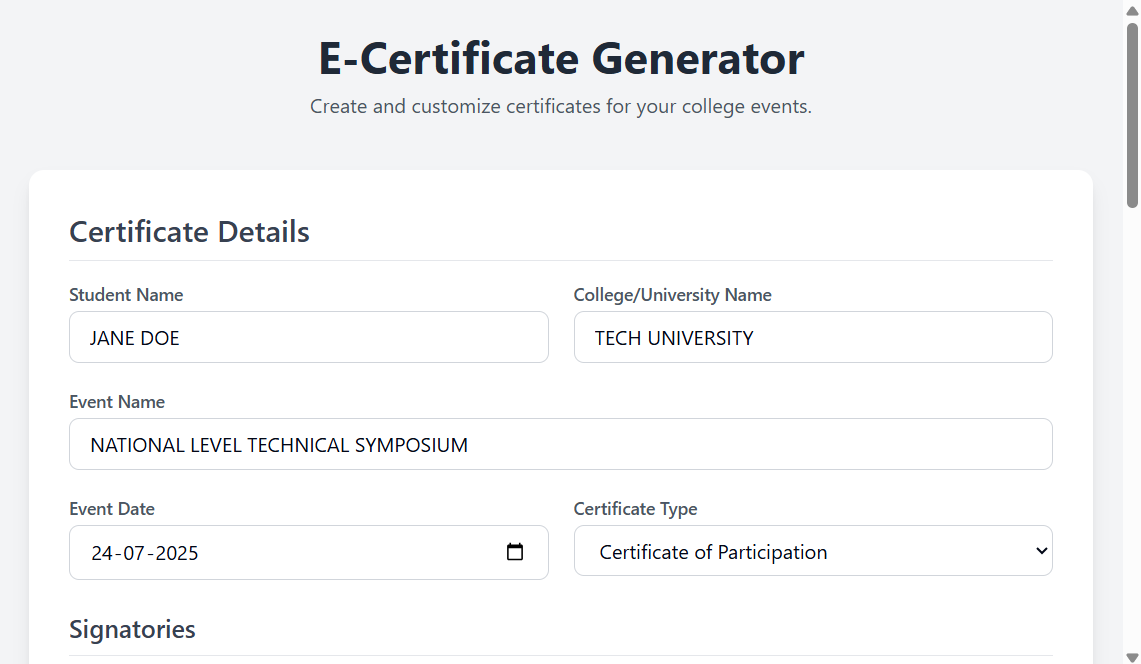 E-Certificate Generator
Create and customize certificates for your college events.
Certificate Details
Student Name
College/University Name
JANE DOE
TECH UNIVERSITY
Event Name
NATIONAL LEVEL TECHNICAL SYMPOSIUM
Event Date
Certificate Type
24-07-2025
Certificate of Participation
Signatories